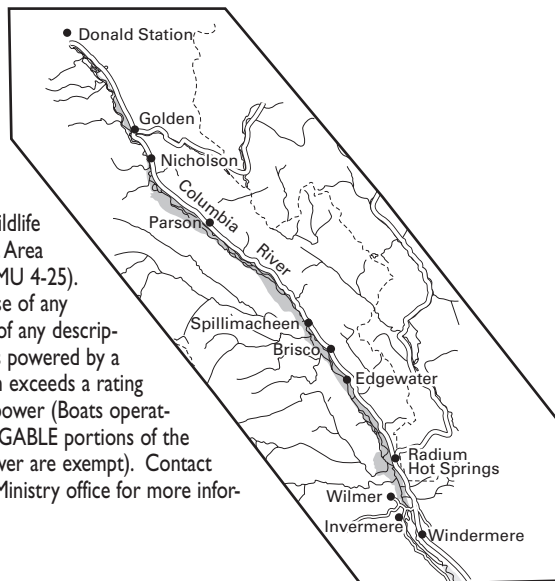 Donald Station
Golden
Nicholson
Columbia
River
Parson
ildlife
Area
MU 4-25).
se of any
of any descrip-
s powered by a
n exceeds a rating
power (Boats operat-
GABLE portions of the
ver are exempt). Contact
Ministry office for more infor-
Spillimacheen
Brisco
Edgewater
Radium
Hot Springs
Wilmer
Invermere
Windermere